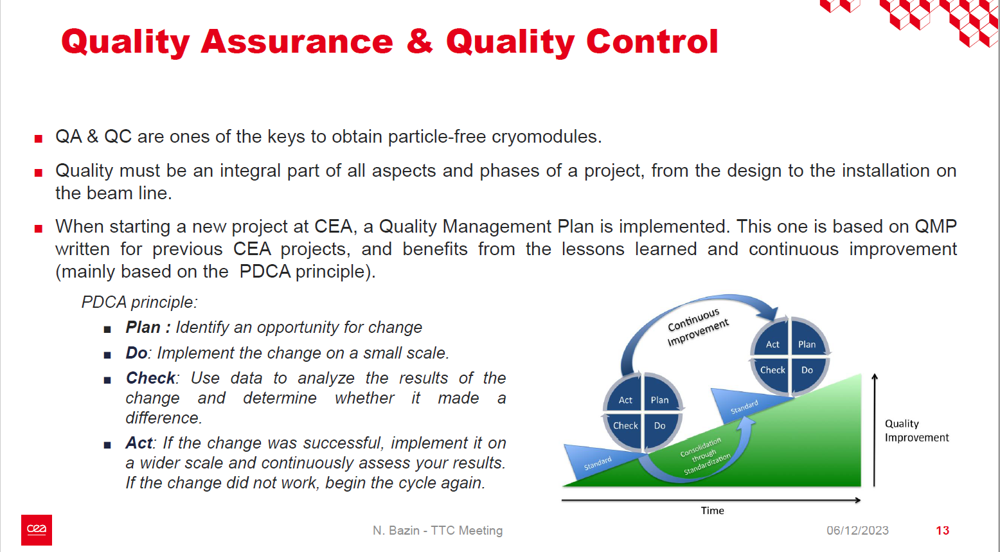 Quality Assurance & Quality Control
QA & QC are ones of the keys to obtain particle-free cryomodules.
Quality must be an integral part of all aspects and phases of a project, from the design to the installation on
the beam line.
When starting a new project at CEA, a Quality Management Plan is implemented. This one is based on QMP
written for previous CEA projects, and benefits from the lessons learned and continuous improvement
(mainly based on the PDCA principle).
PDCA principle:
Plan : Identify an opportunity for change
Do: Implement the change on a small scale.
Check: Use data to analyze the results of the
change and determine whether it made a
difference.
Act: If the change was successful, implement it on
a wider scale and continuously assess your results.
If the change did not work, begin the cycle again.
Continuous
Improvement
Act Plan
Check Do
Standard
Act Plan
Check Do
Standard
Consolidation
through
Standardization
Quality
Improvement
Time
cea
N. Bazin - TTC Meeting
06/12/2023
13